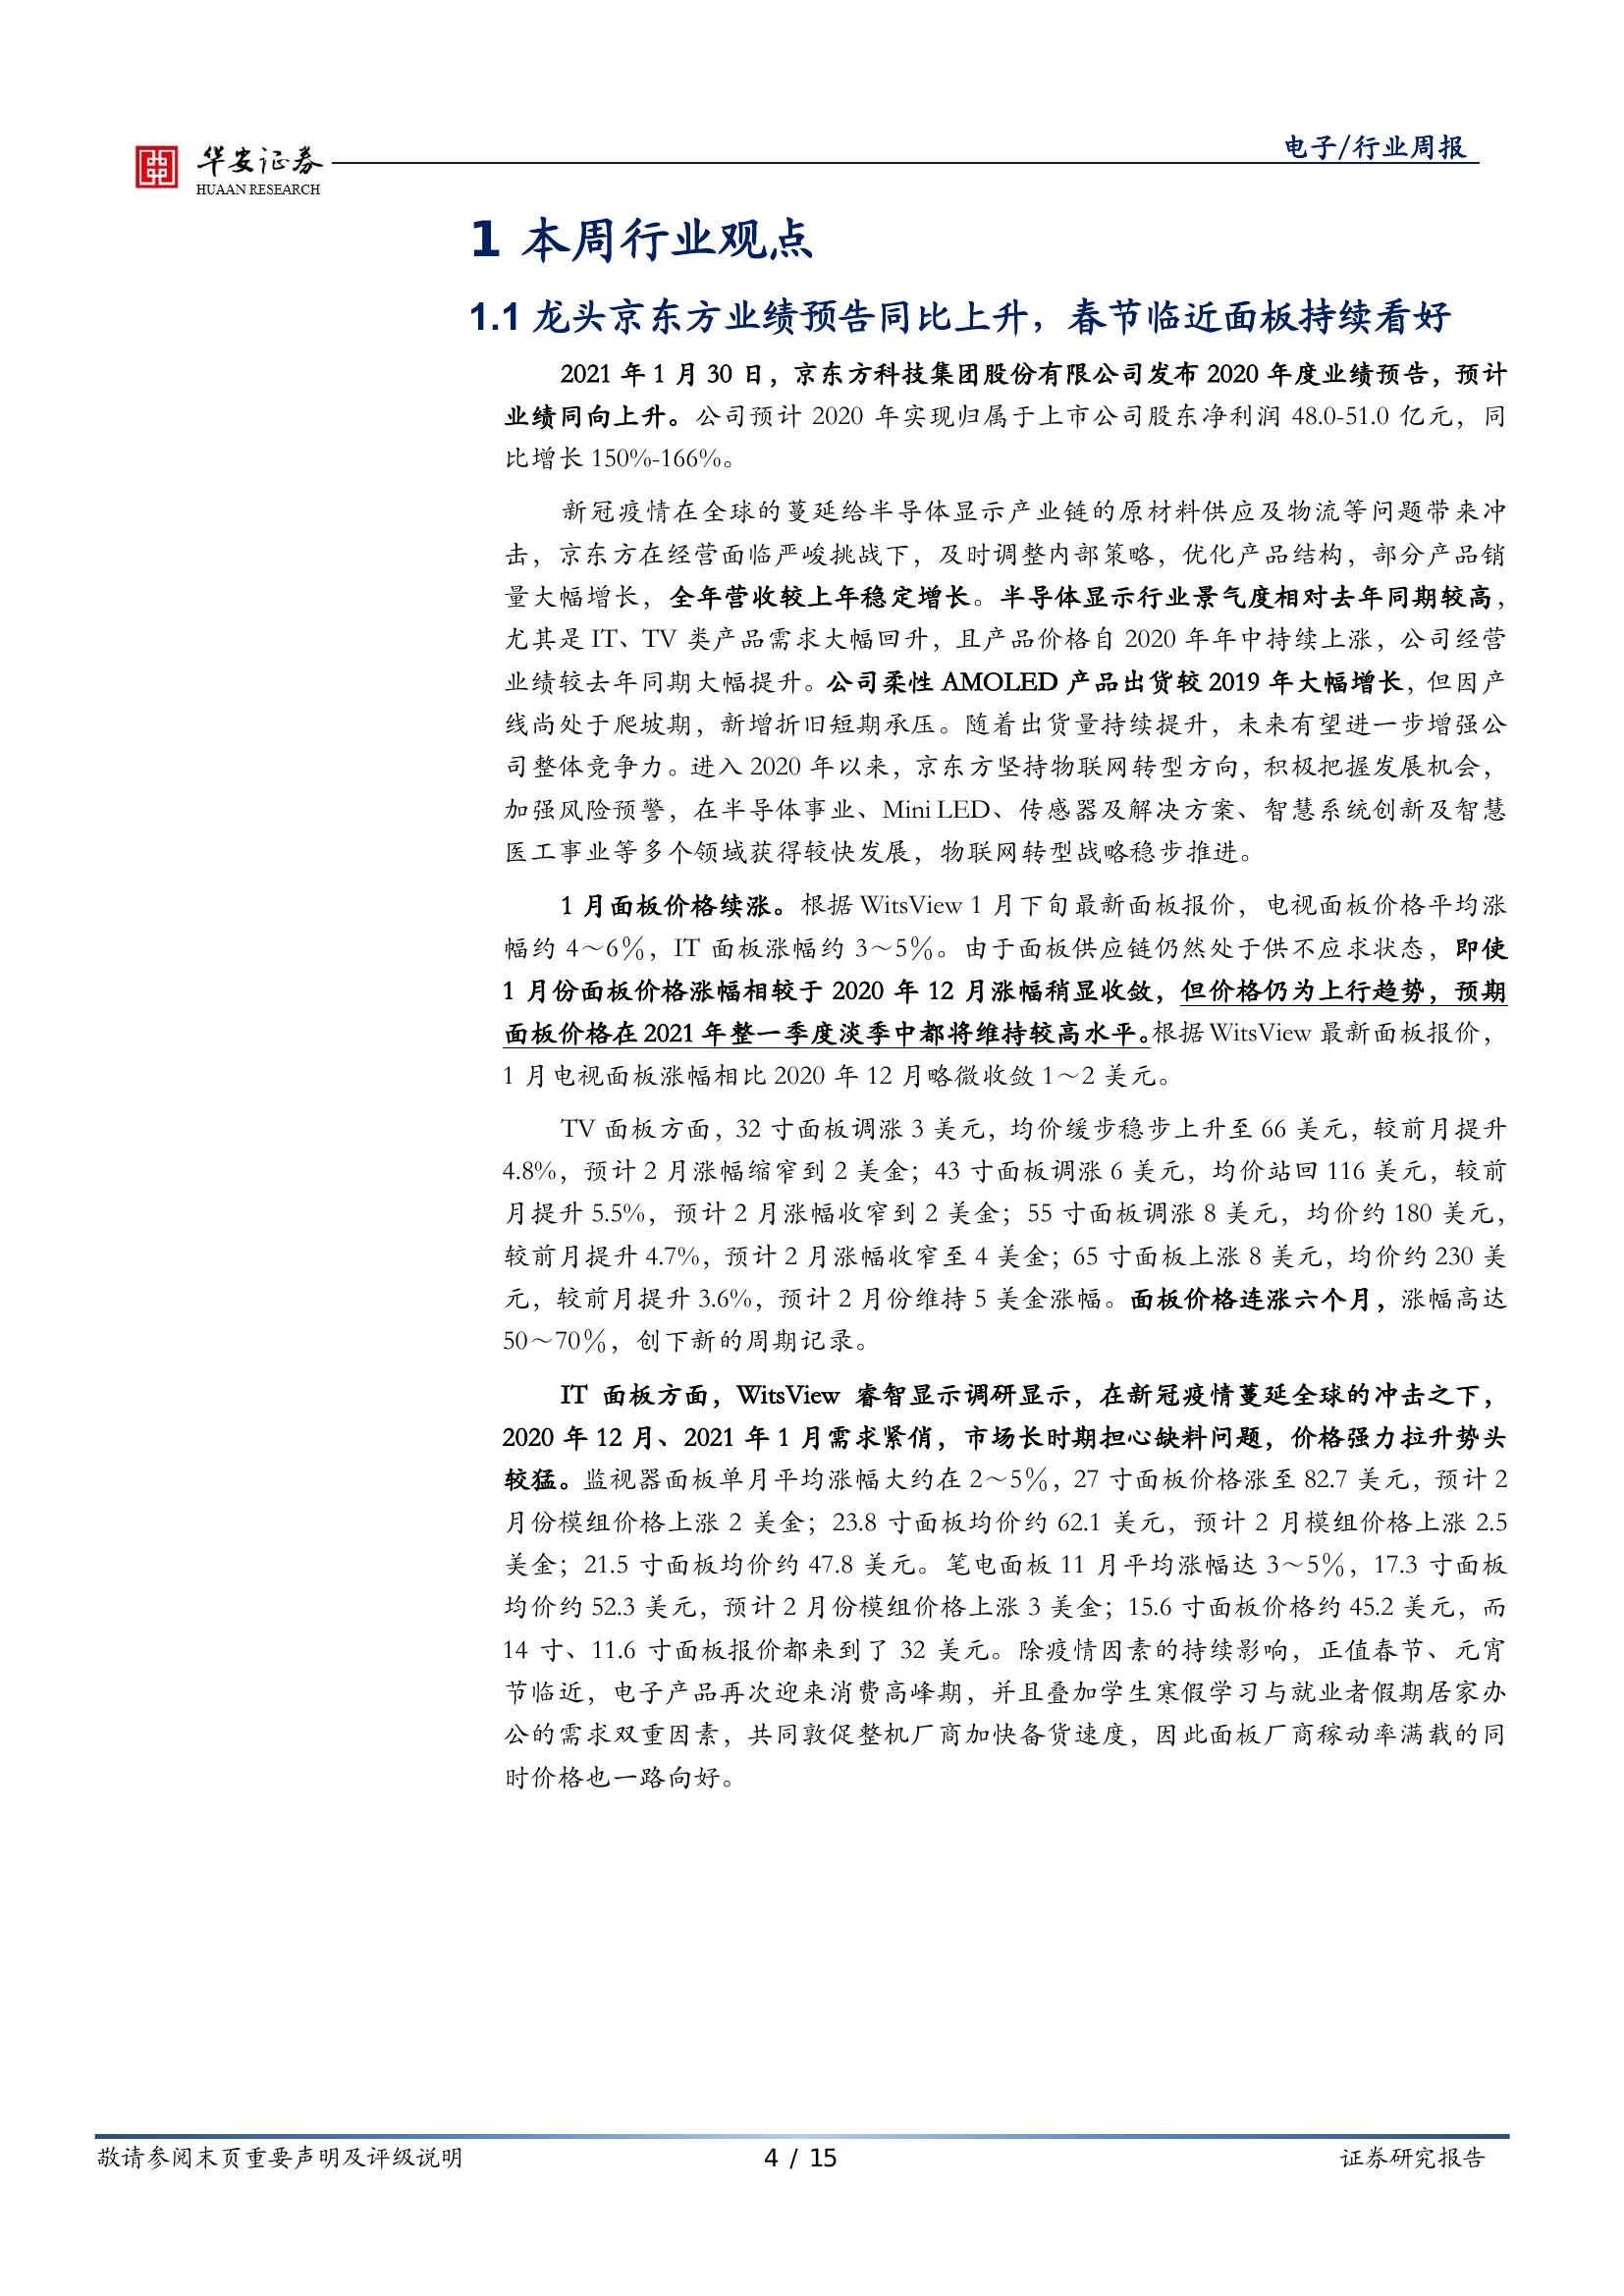 华安证券
HUAAN RESEARCH
电子/行业周报
1 本周行业观点
1.1 龙头京东方业绩预告同比上升，春节临近面板持续看好
2021 年 1 月 30 日，京东方科技集团股份有限公司发布 2020 年度业绩预告，预计
业绩同向上升。公司预计 2020 年实现归属于上市公司股东净利润 48.0-51.0 亿元，同
比增长 150%-166%。
新冠疫情在全球的蔓延给半导体显示产业链的原材料供应及物流等问题带来冲
击，京东方在经营面临严峻挑战下，及时调整内部策略，优化产品结构，部分产品销
量大幅增长，全年营收较上年稳定增长。半导体显示行业景气度相对去年同期较高，
尤其是 IT、TV 类产品需求大幅回升，且产品价格自 2020 年年中持续上涨，公司经营
业绩较去年同期大幅提升。公司柔性 AMOLED 产品出货较 2019 年大幅增长，但因产
线尚处于爬坡期，新增折旧短期承压。随着出货量持续提升，未来有望进一步增强公
司整体竞争力。进入 2020 年以来，京东方坚持物联网转型方向，积极把握发展机会，
加强风险预警，在半导体事业、Mini LED、传感器及解决方案、智慧系统创新及智慧
医工事业等多个领域获得较快发展，物联网转型战略稳步推进。
1 月面板价格续涨。根据 WitsView 1 月下旬最新面板报价，电视面板价格平均涨
幅约 4～6％，IT 面板涨幅约 3～5％。由于面板供应链仍然处于供不应求状态，即使
1 月份面板价格涨幅相较于 2020 年 12 月涨幅稍显收敛，但价格仍为上行趋势，预期
面板价格在 2021 年整一季度淡季中都将维持较高水平。根据 WitsView 最新面板报价，
1 月电视面板涨幅相比 2020 年 12 月略微收敛 1～2 美元。
TV 面板方面，32 寸面板调涨 3 美元，均价缓步稳步上升至 66 美元，较前月提升
4.8%，预计 2 月涨幅缩窄到 2 美金；43 寸面板调涨 6 美元，均价站回 116 美元，较前
月提升 5.5%，预计 2 月涨幅收窄到 2 美金；55 寸面板调涨 8 美元，均价约 180 美元，
较前月提升 4.7%，预计 2 月涨幅收窄至 4 美金；65 寸面板上涨 8 美元，均价约 230 美
元，较前月提升 3.6%，预计 2 月份维持 5 美金涨幅。面板价格连涨六个月，涨幅高达
50～70％，创下新的周期记录。
IT 面板方面，WitsView 睿智显示调研显示，在新冠疫情蔓延全球的冲击之下，
2020 年 12 月、2021 年 1 月需求紧俏，市场长时期担心缺料问题，价格强力拉升势头
较猛。监视器面板单月平均涨幅大约在 2～5％，27 寸面板价格涨至 82.7 美元，预计 2
月份模组价格上涨 2 美金；23.8 寸面板均价约 62.1 美元，预计 2 月模组价格上涨 2.5
美金；21.5 寸面板均价约 47.8 美元。笔电面板 11 月平均涨幅达 3～5％，17.3 寸面板
均价约 52.3 美元，预计 2 月份模组价格上涨 3 美金；15.6 寸面板价格约 45.2 美元，而
14 寸、11.6 寸面板报价都来到了 32 美元。除疫情因素的持续影响，正值春节、元宵
节临近，电子产品再次迎来消费高峰期，并且叠加学生寒假学习与就业者假期居家办
公的需求双重因素，共同敦促整机厂商加快备货速度，因此面板厂商稼动率满载的同
时价格也一路向好。
敬请参阅末页重要声明及评级说明
4 / 15
证券研究报告